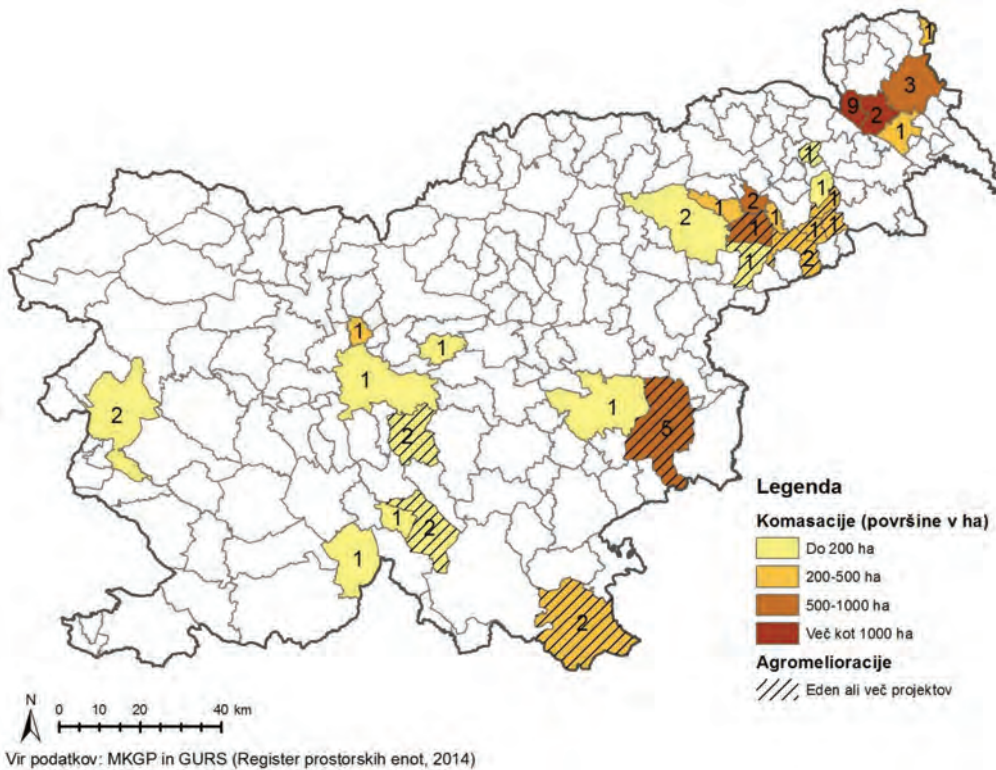 1
3
9 2
1
1
1
2 1 2 1 1
1 1 1 1
1 2
1
1
1
2 1 5
2
1 2
1
2
Legenda
Komasacije (površine v ha)
Do 200 ha
200-500 ha
500-1000 ha
Več kot 1000 ha
Agromelioracije
Eden ali več projektov
N
0 10 20 40 km
Vir podatkov: MKGP in GURS (Register prostorskih enot, 2014)